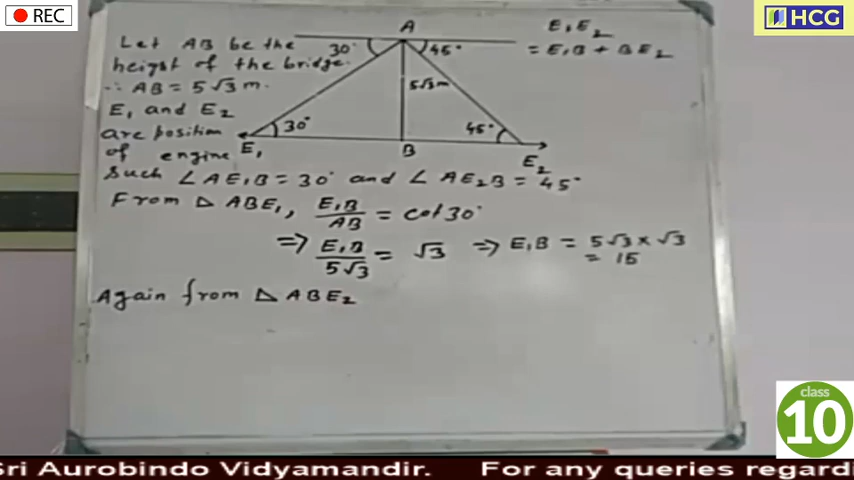 REC
HCG
A
E1E2
= E1B + BE2
30°
45°
Let AB be the
heigst of the bridge.
∴ AB = 5√3 m.
5√3m
E1 and E2
are position
of engine
30°
45°
E1
B
E2
Such ∠AE1B = 30° and ∠AE2B = 45°
From △ ABE1, E1B/AB = cot 30°
=> E1B/5√3 = √3 => E1B = 5√3 × √3
= 15
Again from △ ABE2
class
10
Sri Aurobindo Vidyamandir. For any queries regardi